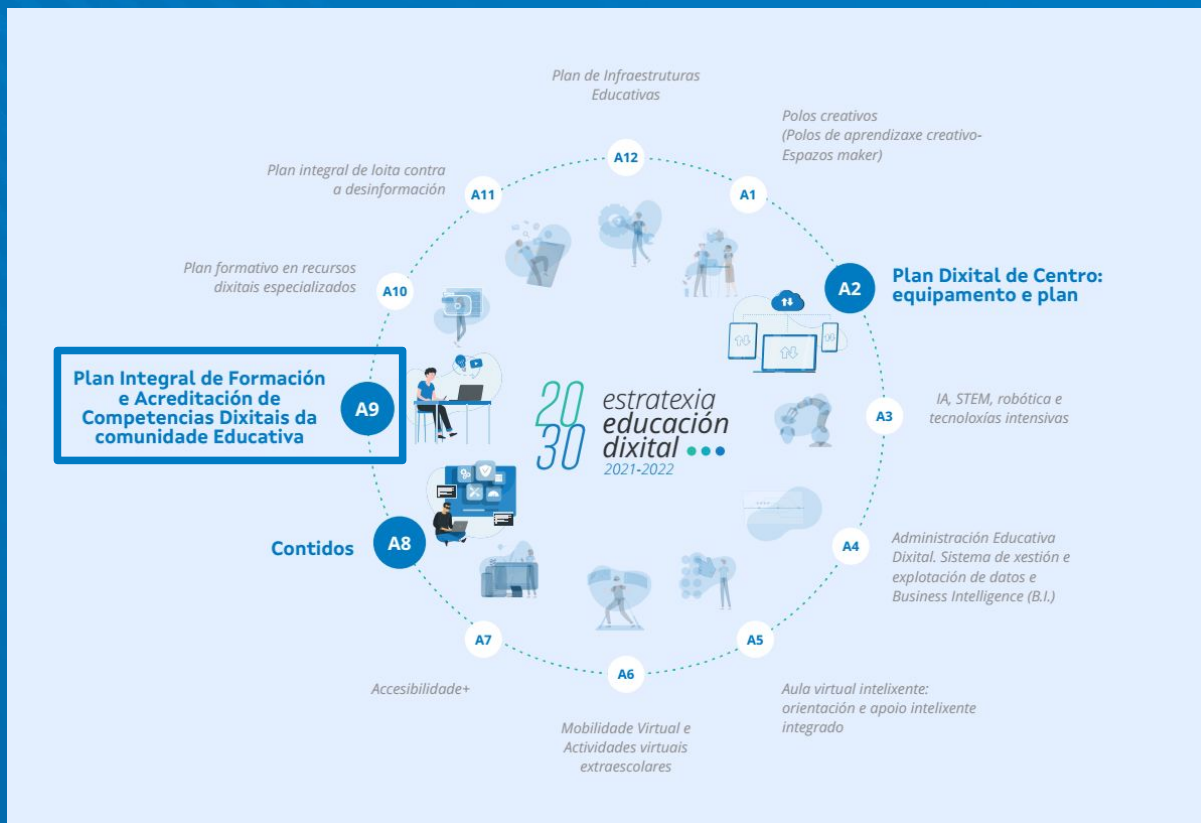 Plan de Infraestruturas
Educativas
A12
Polos creativos
(Polos de aprendizaxe creativo-
Espazos maker)
A1
Plan Dixital de Centro:
equipamento e plan
A2
IA, STEM, robótica e
tecnoloxías intensivas
A3
Administración Educativa
Dixital. Sistema de xestión e
explotación de datos e
Business Intelligence (B.I.)
A4
Aula virtual intelixente:
orientación e apoio intelixente
integrado
A5
Mobilidade Virtual e
Actividades virtuais
extraescolares
A6
Accesibilidade+
A7
Contidos
A8
Plan Integral de Formación
e Acreditación de
Competencias Dixitais da
comunidade Educativa
A9
Plan formativo en recursos
dixitais especializados
A10
Plan integral de loita contra
a desinformación
A11
20
30
estratexia
educación
dixital
2021-2022